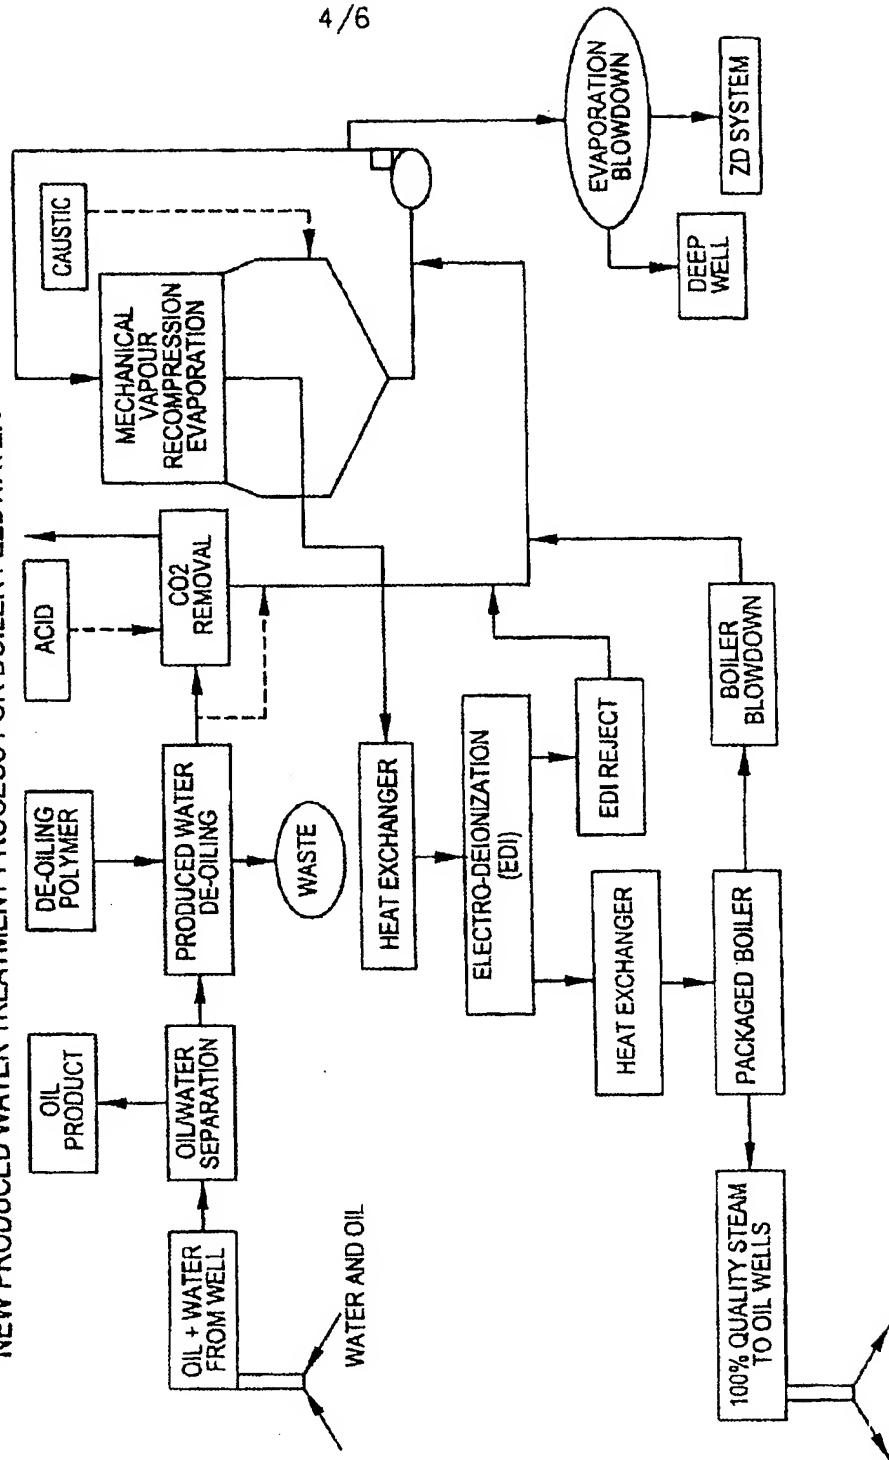 4/6
NEW PRODUCED WATER TREATMENT PROCESS FOR BOILER FEEDWATER
OIL + WATER
FROM WELL
WATER AND OIL
OIL/WATER
SEPARATION
OIL
PRODUCT
DE-OILING
POLYMER
PRODUCED WATER
DE-OILING
WASTE
ACID
CO2
REMOVAL
CAUSTIC
MECHANICAL
VAPOUR
RECOMPRESSION
EVAPORATION
EVAPORATION
BLOWDOWN
DEEP
WELL
ZD SYSTEM
HEAT EXCHANGER
ELECTRO-DEIONIZATION
(EDI)
EDI REJECT
HEAT EXCHANGER
PACKAGED BOILER
BOILER
BLOWDOWN
100% QUALITY STEAM
TO OIL WELLS